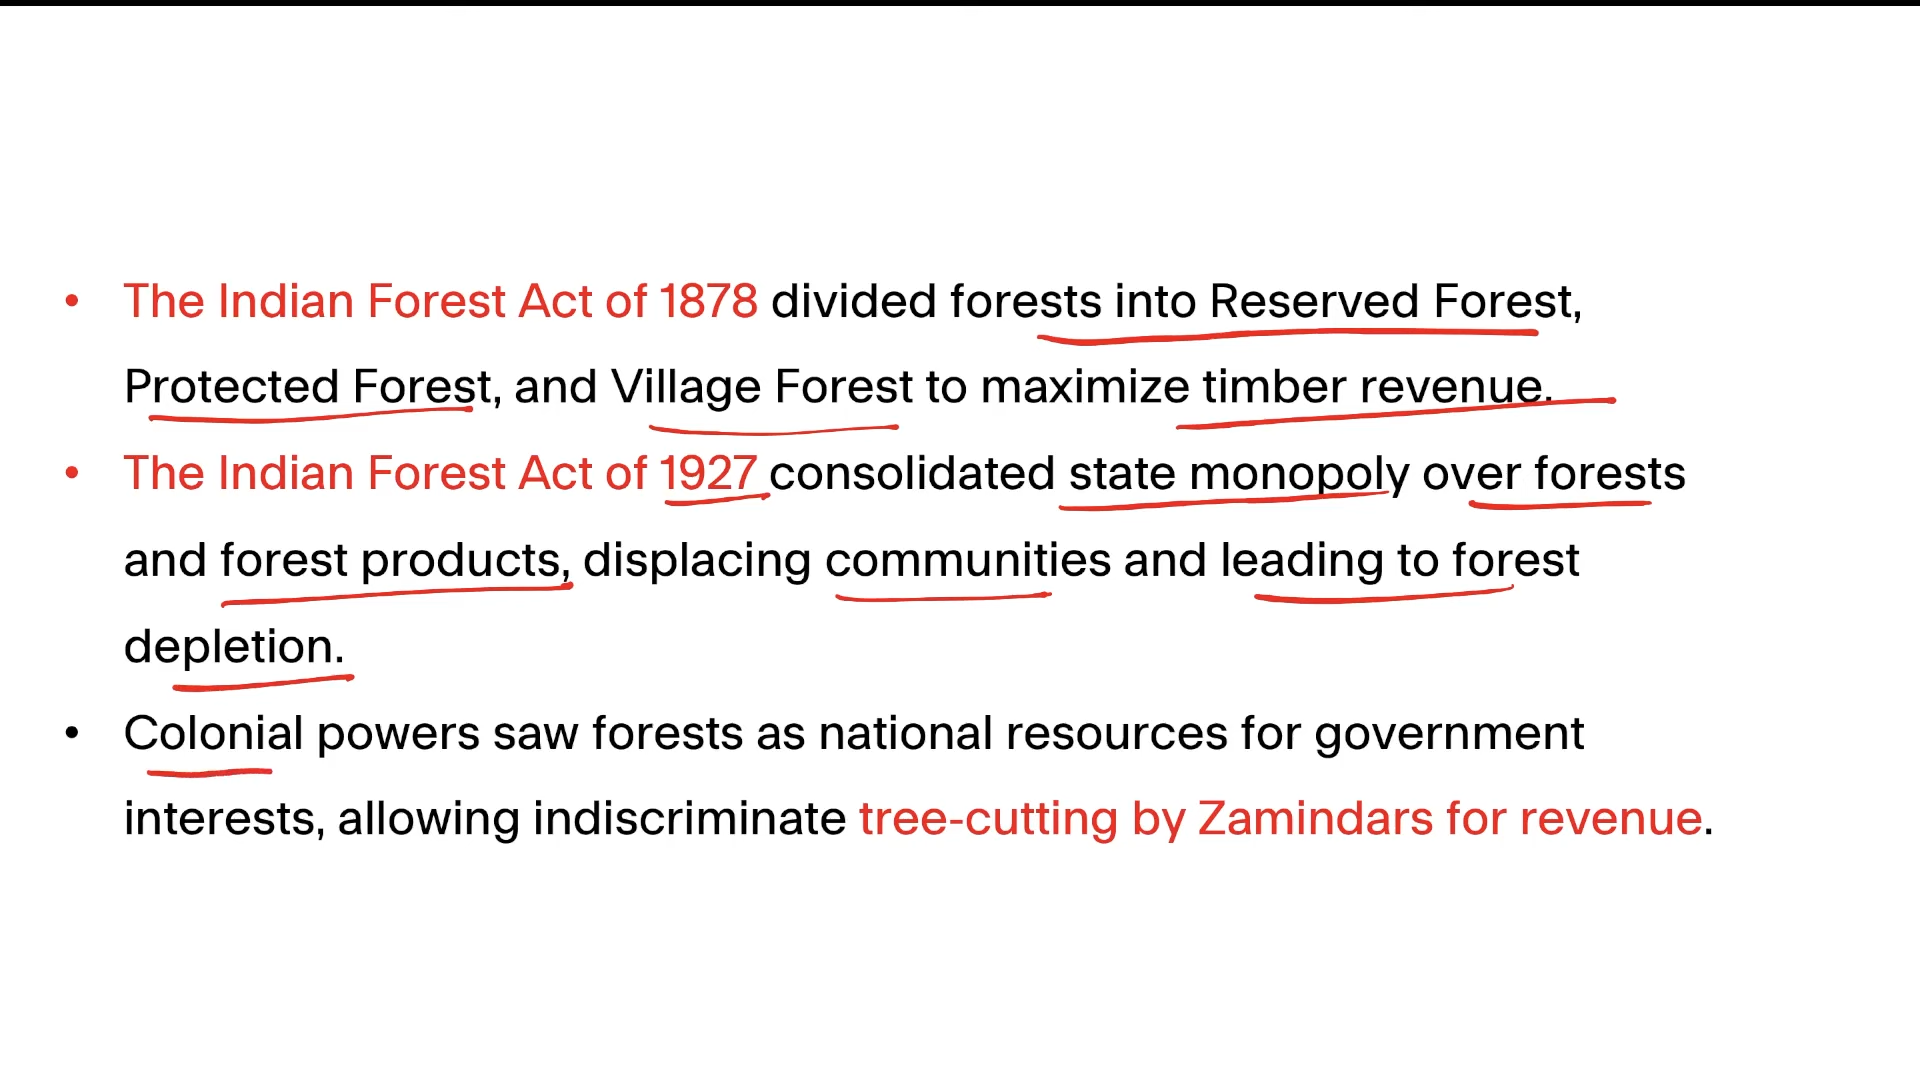 • The Indian Forest Act of 1878 divided forests into Reserved Forest,
Protected Forest, and Village Forest to maximize timber revenue.
• The Indian Forest Act of 1927 consolidated state monopoly over forests
and forest products, displacing communities and leading to forest
depletion.
• Colonial powers saw forests as national resources for government
interests, allowing indiscriminate tree-cutting by Zamindars for revenue.